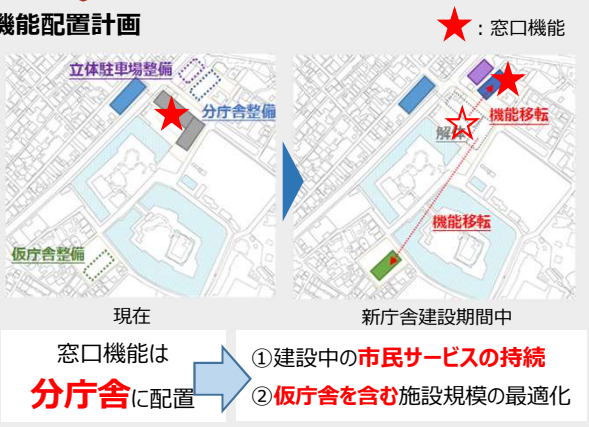 機能配置計画
★：窓口機能
立体駐車場整備
分庁舎整備
仮庁舎整備
機能移転
解体
機能移転
現在
新庁舎建設期間中
窓口機能は
分庁舎に配置
①建設中の市民サービスの持続
②仮庁舎を含む施設規模の最適化